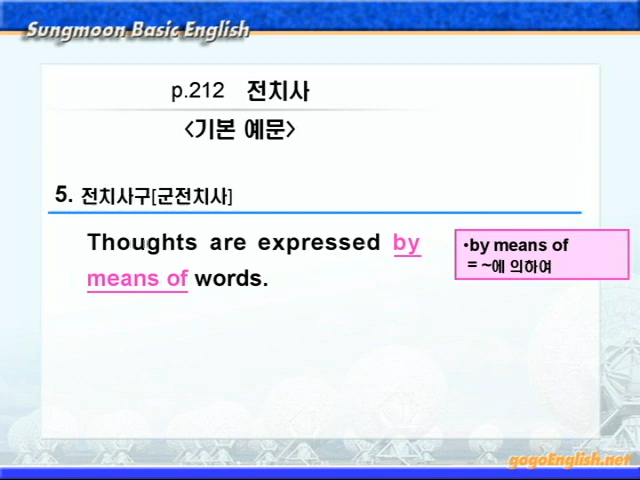 Sungmoon Basic English
p.212 전치사
<기본 예문>
5. 전치사구[군전치사]
Thoughts are expressed by
means of words.
•by means of
= ~에 의하여
gogoEnglish.net